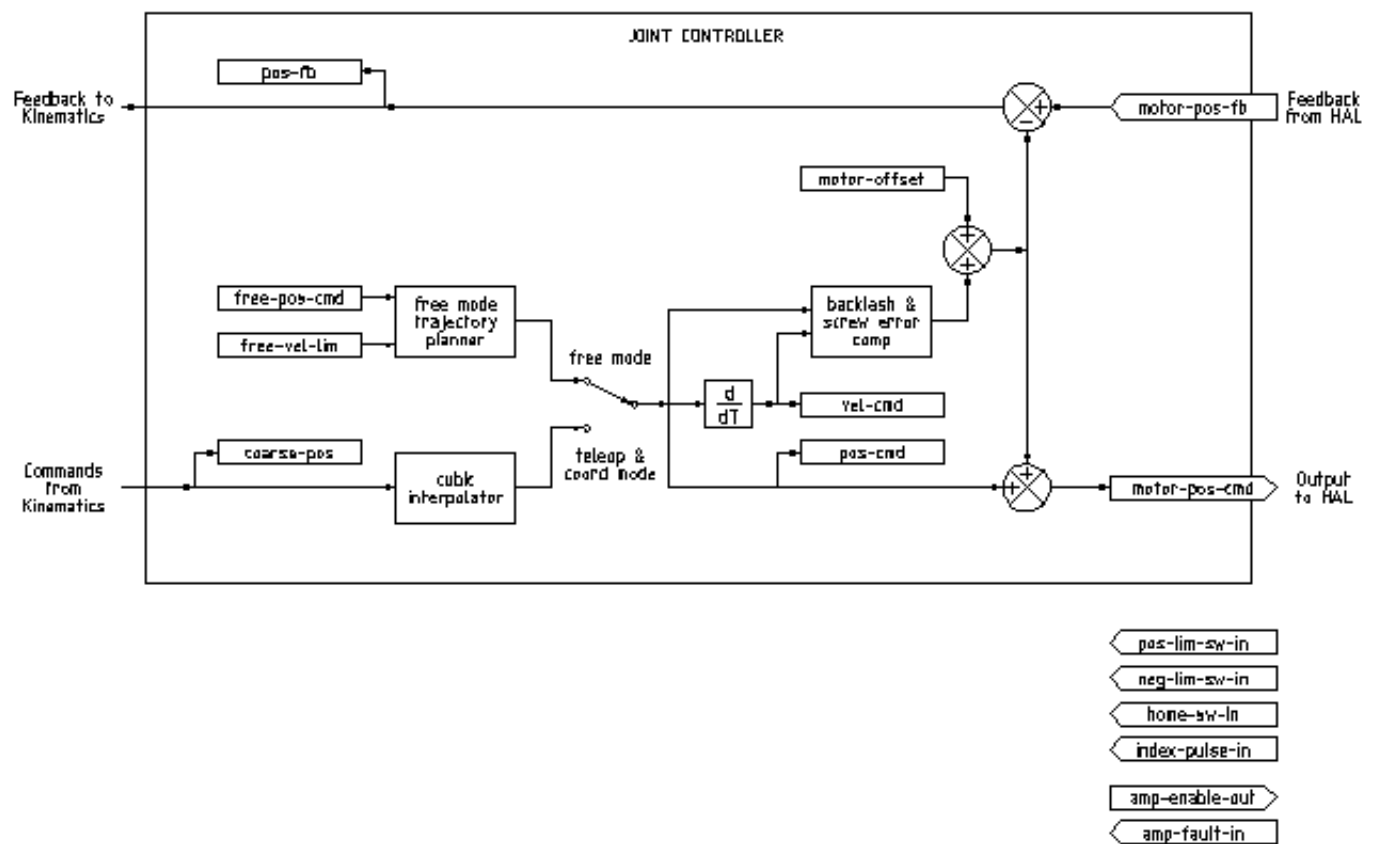 JOINT CONTROLLER
pos-fb
Feedback to
Kinematics
motor-pos-fb
Feedback
from HAL
motor-offset
free-pos-cmd
free-vel-lim
free mode
trajectory
planner
backlash &
screw error
comp
free mode
d
dT
vel-cmd
coarse-pos
teleop &
coord mode
pos-cmd
Commands
from
Kinematics
cubic
interpolator
motor-pos-cmd
Output
to HAL
pos-lim-sw-in
neg-lim-sw-in
home-sw-in
index-pulse-in
amp-enable-out
amp-fault-in